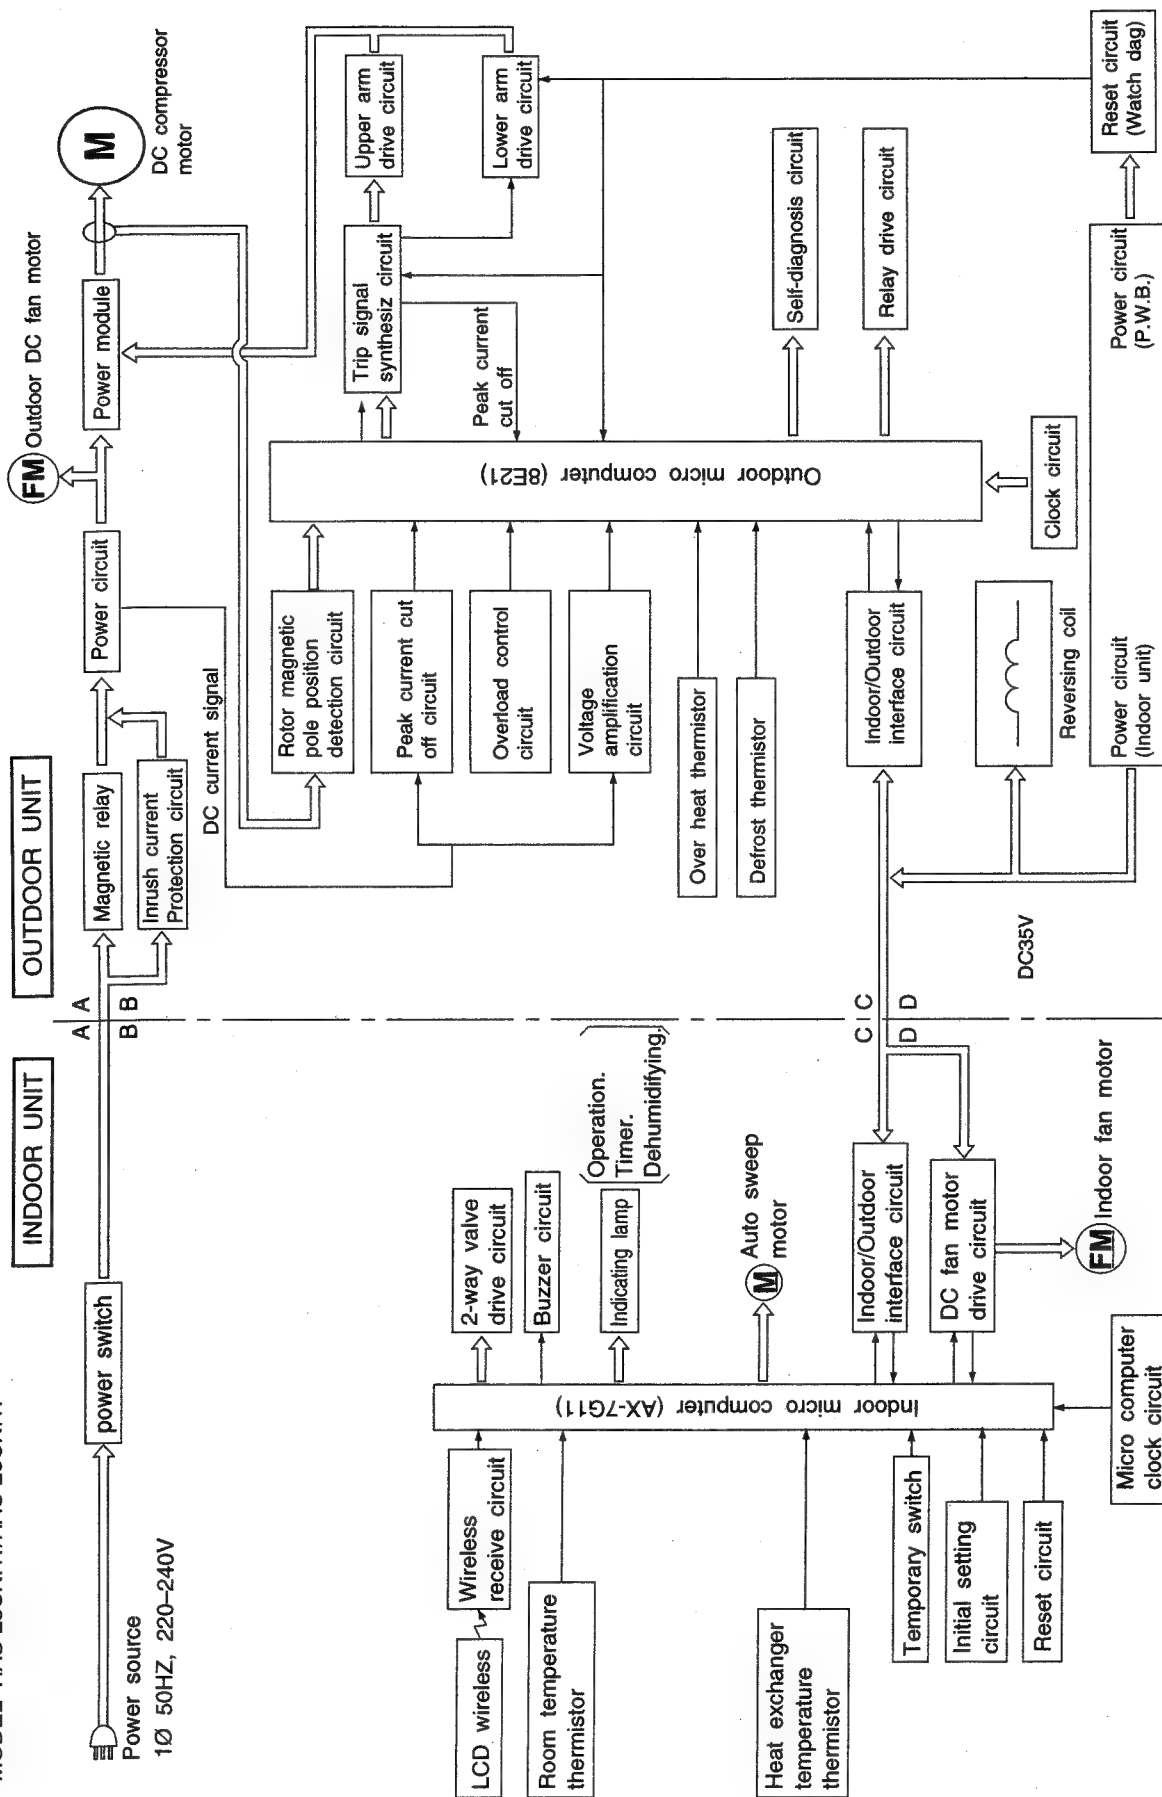 INDOOR UNIT
OUTDOOR UNIT
Power source
1Ø 50HZ, 220–240V
power switch
A
A
B
B
Magnetic relay
Inrush current
Protection circuit
Power circuit
FM
Outdoor DC fan motor
Power module
M
DC compressor
motor
DC current signal
LCD wireless
Wireless
receive circuit
Room temperature
thermistor
Heat exchanger
temperature
thermistor
Temporary switch
Initial setting
circuit
Reset circuit
Micro computer
clock circuit
Indoor micro computer (AX-7G11)
2-way valve
drive circuit
Buzzer circuit
Indicating lamp
Operation.
Timer.
Dehumidifying.
M
Auto sweep
motor
Indoor/Outdoor
interface circuit
DC fan motor
drive circuit
FM
Indoor fan motor
C
C
D
D
DC35V
Rotor magnetic
pole position
detection circuit
Peak current cut
off circuit
Overload control
circuit
Voltage
amplification
circuit
Over heat thermistor
Defrost thermistor
Indoor/Outdoor
interface circuit
Reversing coil
Power circuit
(Indoor unit)
Power circuit
(P.W.B.)
Clock circuit
Outdoor micro computer (8E21)
Trip signal
synthesiz circuit
Peak current
cut off
Upper arm
drive circuit
Lower arm
drive circuit
Self-diagnosis circuit
Relay drive circuit
Reset circuit
(Watch dag)